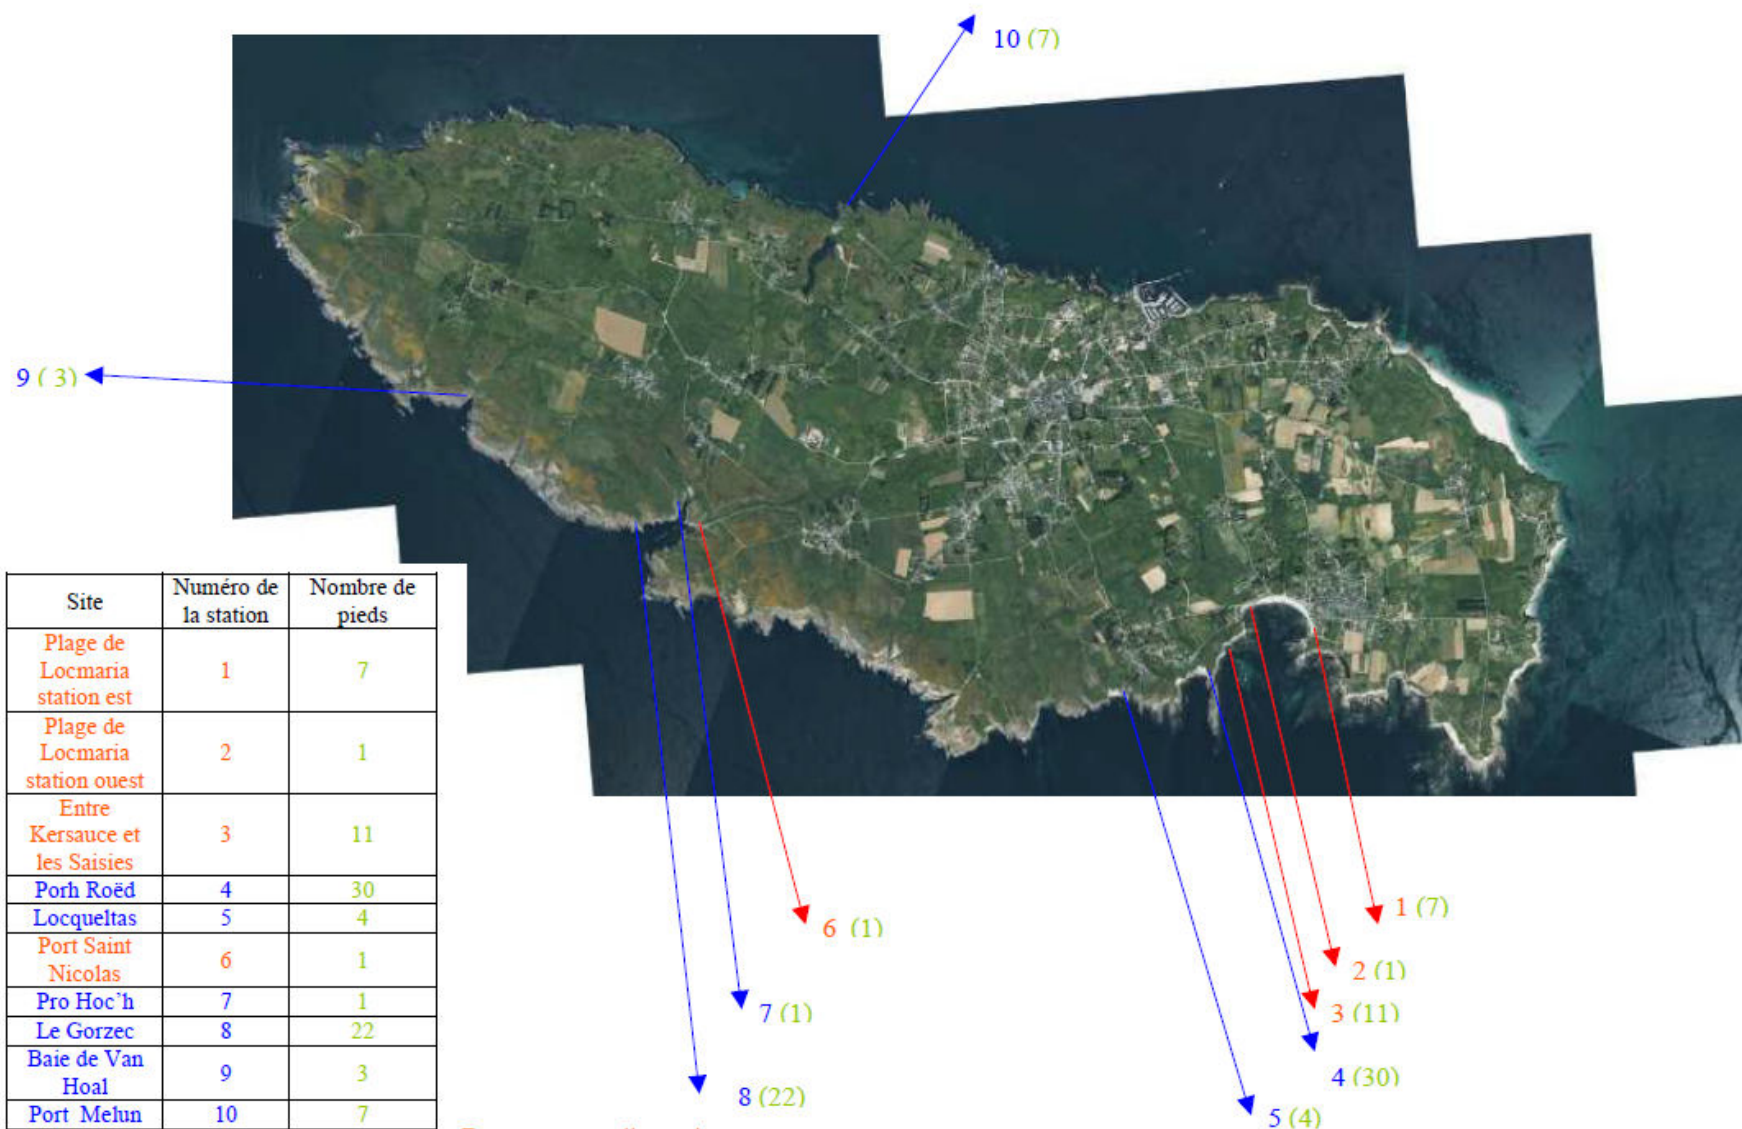 10 (7)
9 ( 3)
Site Numéro de la station Nombre de pieds
Plage de Locmaria station est 1 7
Plage de Locmaria station ouest 2 1
Entre Kersauce et les Saisies 3 11
Porh Roëd 4 30
Locqueltas 5 4
Port Saint Nicolas 6 1
Pro Hoc’h 7 1
Le Gorzec 8 22
Baie de Van Hoal 9 3
Port Melun 10 7
6 (1)
7 (1)
8 (22)
1 (7)
2 (1)
3 (11)
4 (30)
5 (4)